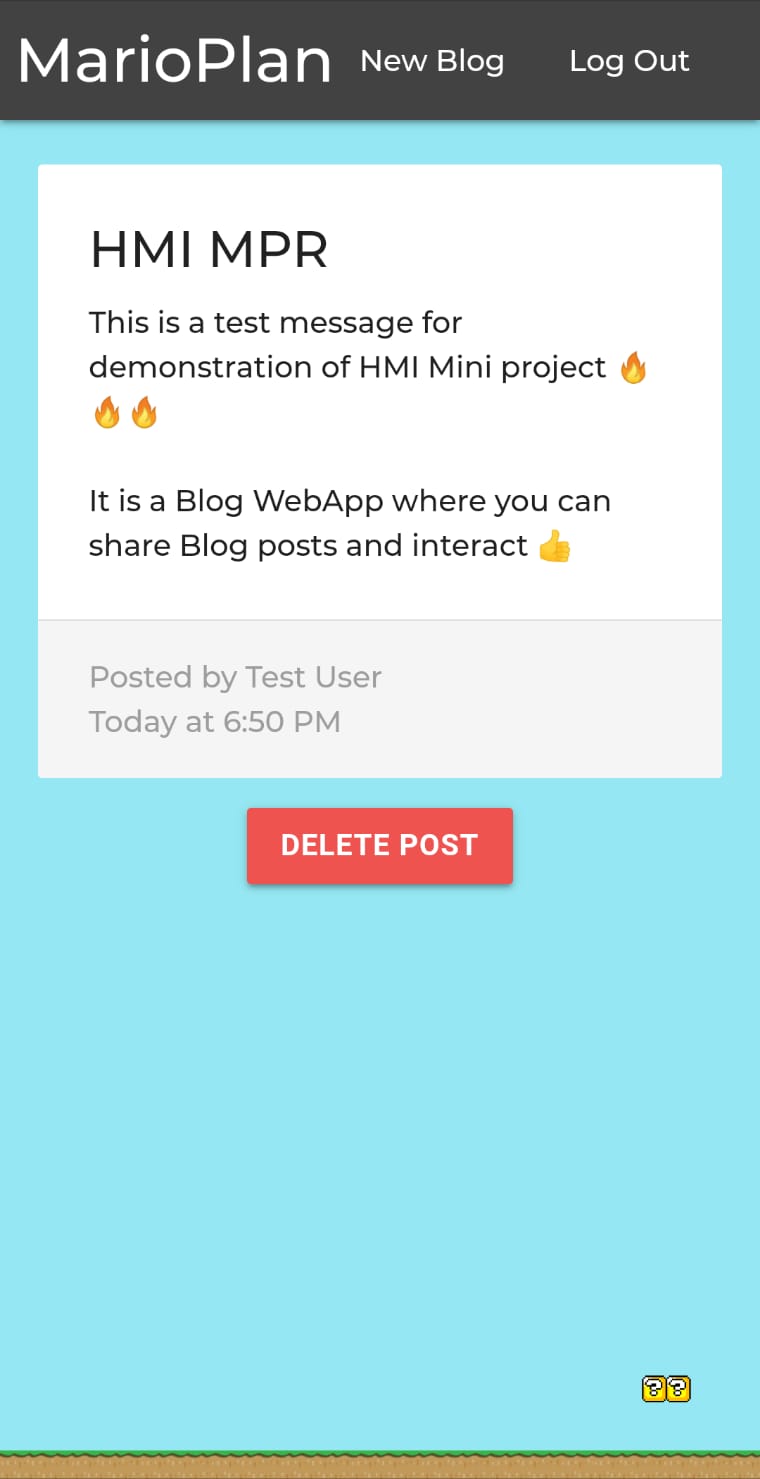 MarioPlan New Blog Log Out
HMI MPR
This is a test message for
demonstration of HMI Mini project 🔥
🔥🔥
It is a Blog WebApp where you can
share Blog posts and interact 👍
Posted by Test User
Today at 6:50 PM
DELETE POST
? ?